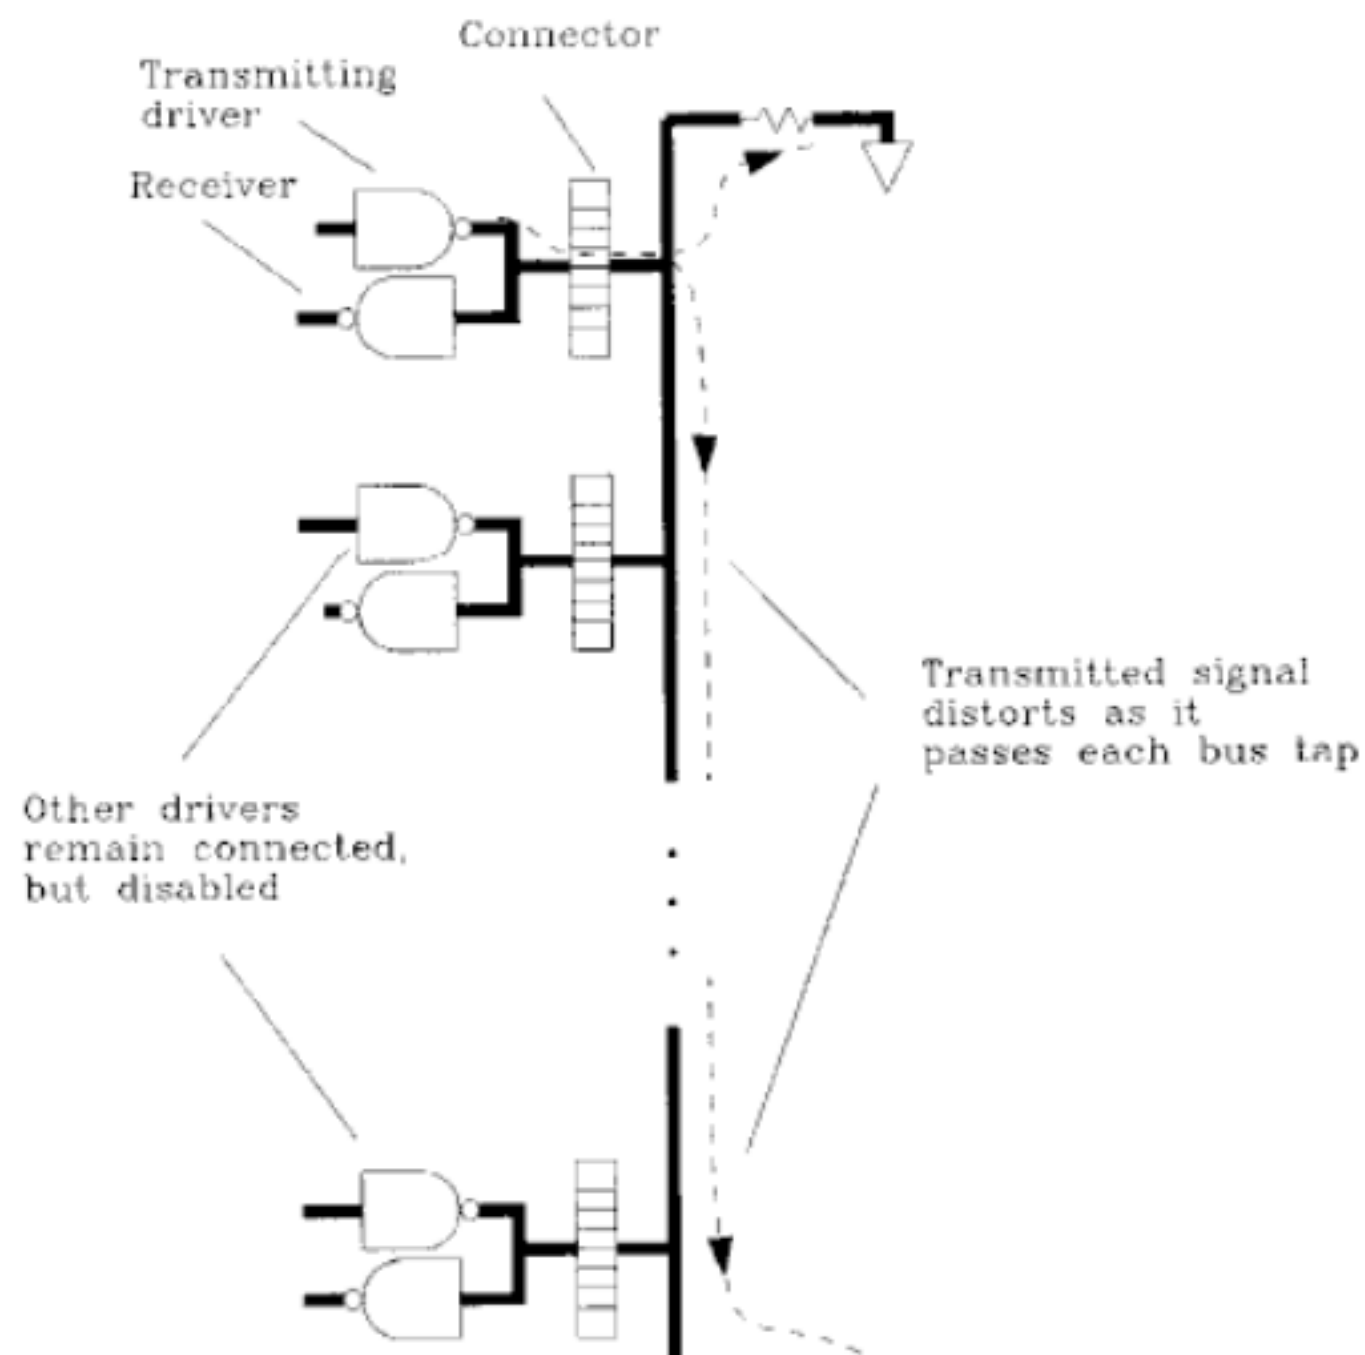 Connector
Transmitting
driver
Receiver
Transmitted signal
distorts as it
passes each bus tap
Other drivers
remain connected,
but disabled